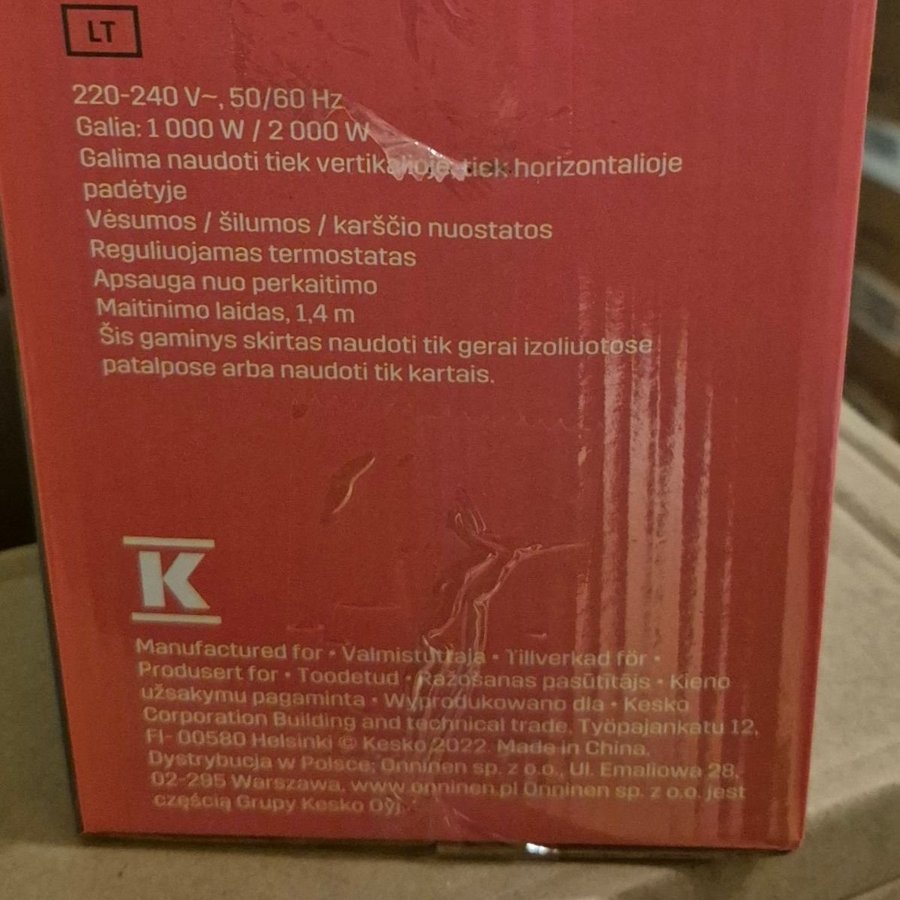 LT
220-240 V~, 50/60 Hz
Galia: 1 000 W / 2 000 W
Galima naudoti tiek vertikalioje, tiek horizontalioje
padėtyje
Vėsumos / šilumos / karščio nuostatos
Reguliuojamas termostatas
Apsauga nuo perkaitimo
Maitinimo laidas, 1,4 m
Šis gaminys skirtas naudoti tik gerai izoliuotose
patalpose arba naudoti tik kartais.
K
Manufactured for • Valmistuttaja • Tillverkad för •
Produsert for • Toodetud • Ražošanas pasūtītājs • Kieno
užsakymu pagaminta • Wyprodukowano dla • Kesko
Corporation Building and technical trade, Työpajankatu 12,
FI- 00580 Helsinki © Kesko 2022. Made in China.
Dystrybucja w Polsce: Onninen sp. z o.o., Ul. Emaliowa 28,
02-295 Warszawa, www.onninen.pl Onninen sp. z o.o. jest
częścią Grupy Kesko Oyj.